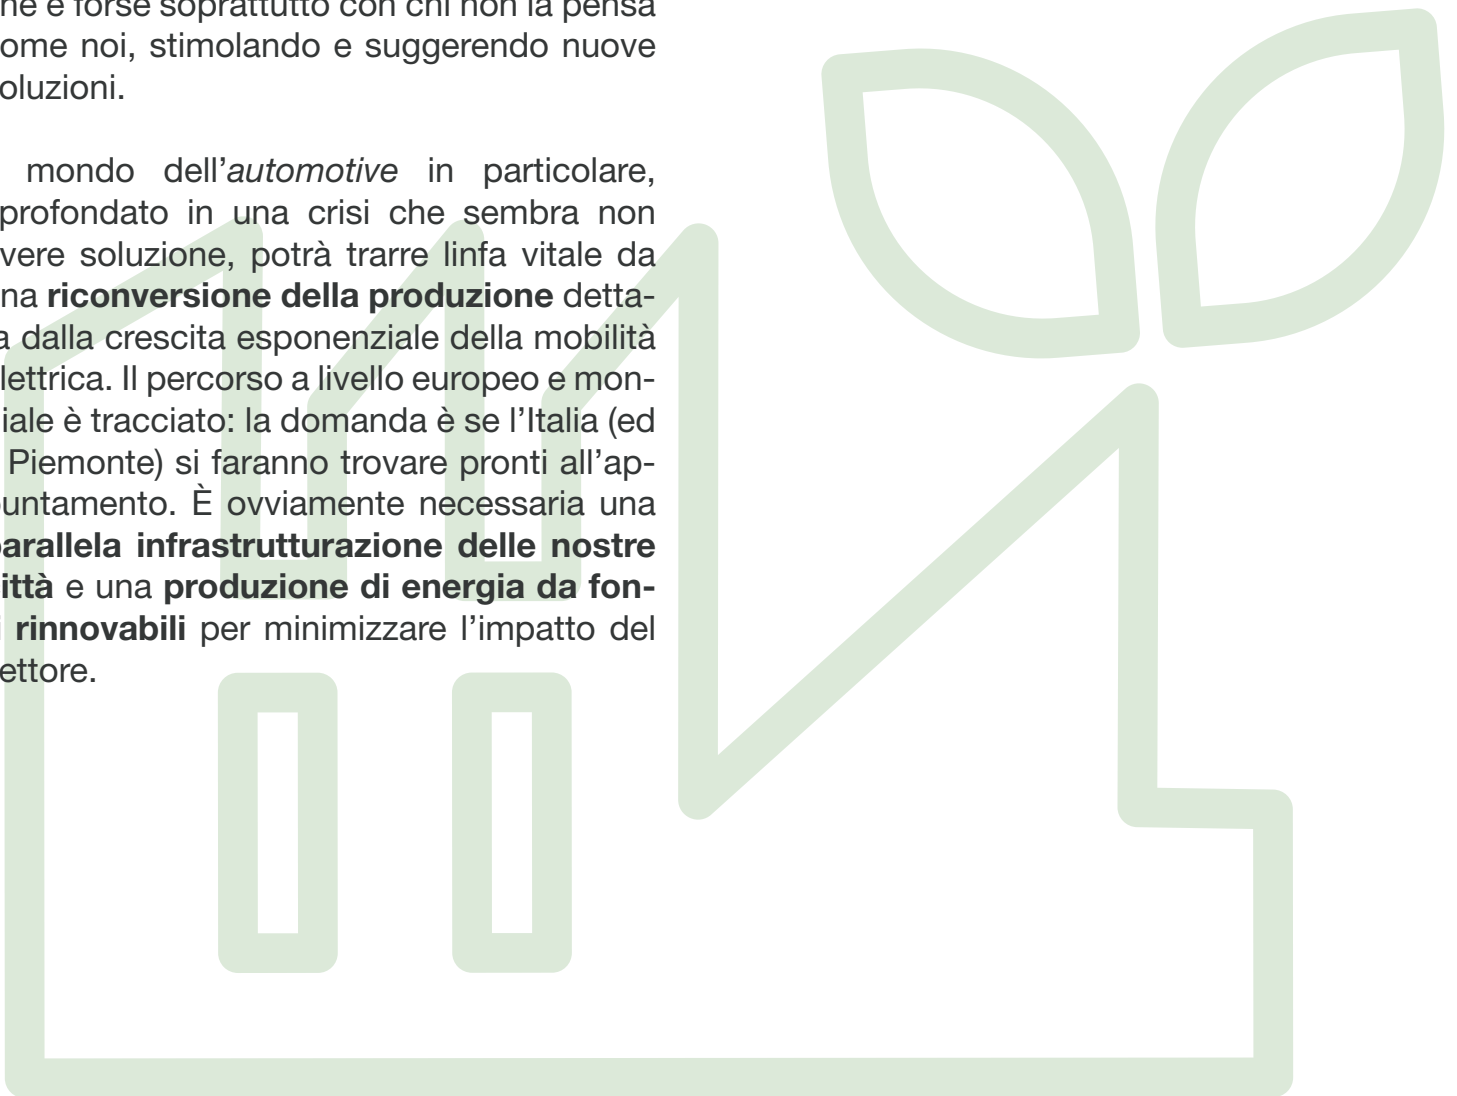 he e forse soprattutto con chi non la pensa
ome noi, stimolando e suggerendo nuove
oluzioni.
mondo dell’automotive in particolare,
profondato in una crisi che sembra non
vere soluzione, potrà trarre linfa vitale da
na riconversione della produzione detta-
a dalla crescita esponenziale della mobilità
lettrica. Il percorso a livello europeo e mon-
iale è tracciato: la domanda è se l’Italia (ed
Piemonte) si faranno trovare pronti all’ap-
untamento. È ovviamente necessaria una
arallela infrastrutturazione delle nostre
ittà e una produzione di energia da fon-
i rinnovabili per minimizzare l’impatto del
ettore.